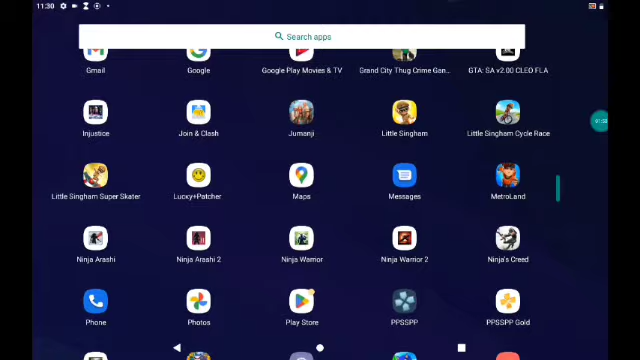 11:30
Search apps
Gmail
Google
Google Play Movies & TV
Grand City Thug Crime Gan...
GTA: SA v2.00 CLEO FLA
Injustice
Join & Clash
Jumanji
Little Singham
Little Singham Cycle Race
Little Singham Super Skater
Lucky+Patcher
Maps
Messages
MetroLand
Ninja Arashi
Ninja Arashi 2
Ninja Warrior
Ninja Warrior 2
Ninja's Creed
Phone
Photos
Play Store
PPSSPP
PPSSPP Gold